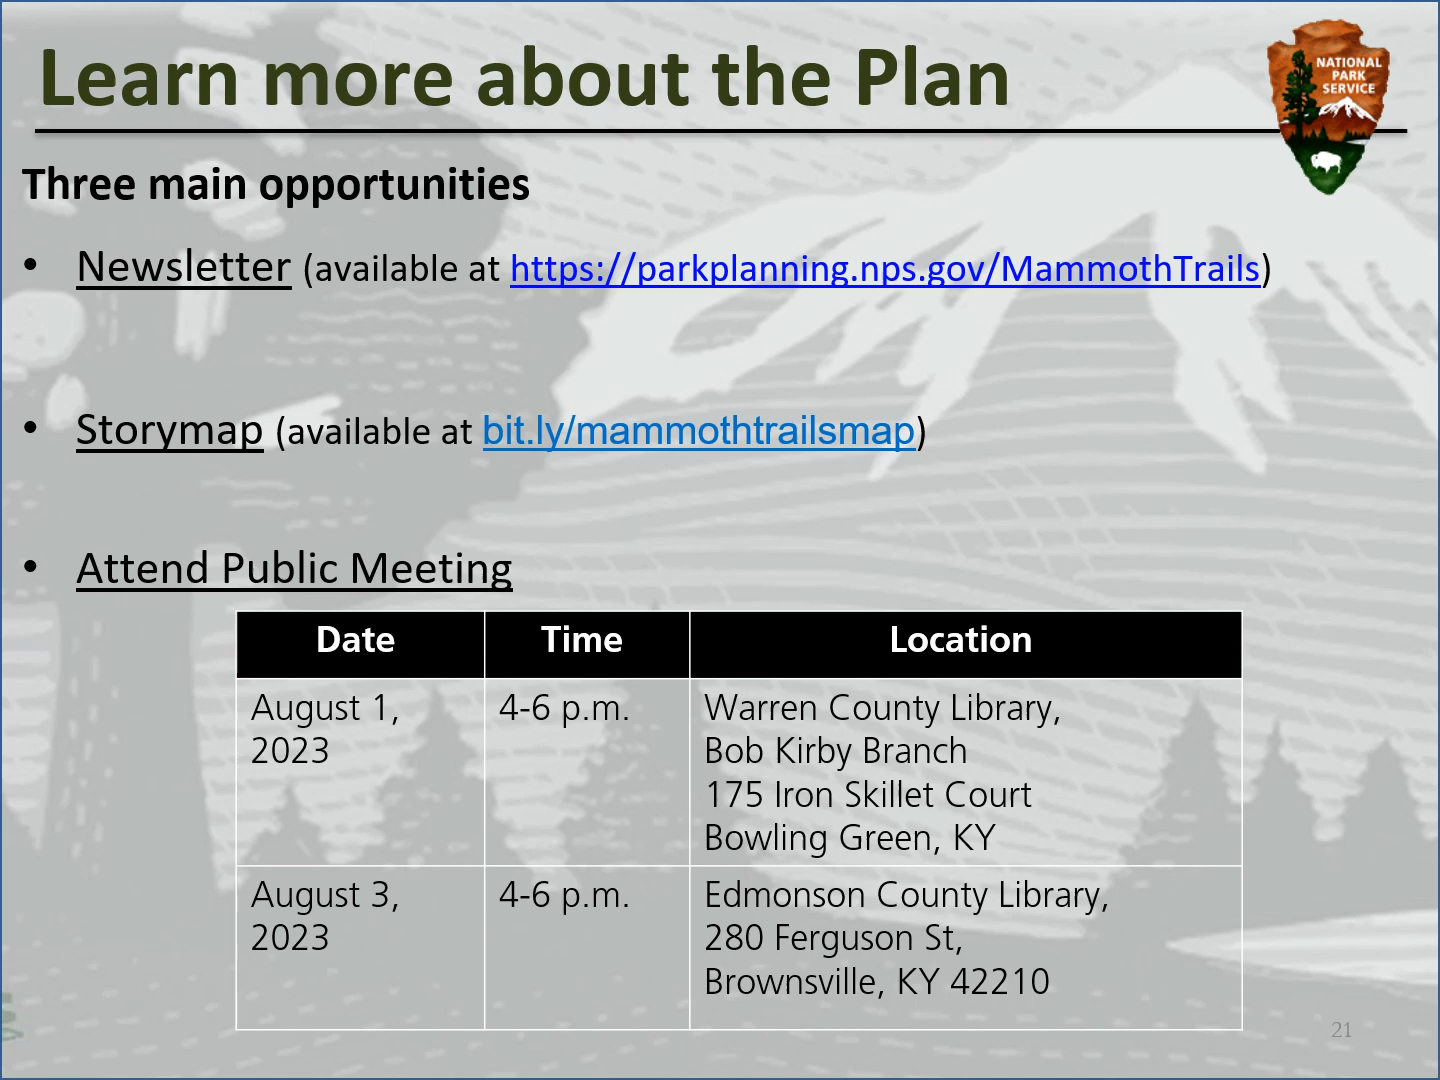 Learn more about the Plan
NATIONAL
PARK
SERVICE
Three main opportunities
• Newsletter (available at https://parkplanning.nps.gov/MammothTrails)
• Storymap (available at bit.ly/mammothtrailsmap)
• Attend Public Meeting
Date Time Location
August 1, 4-6 p.m. Warren County Library,
2023 Bob Kirby Branch
175 Iron Skillet Court
Bowling Green, KY
August 3, 4-6 p.m. Edmonson County Library,
2023 280 Ferguson St,
Brownsville, KY 42210
21